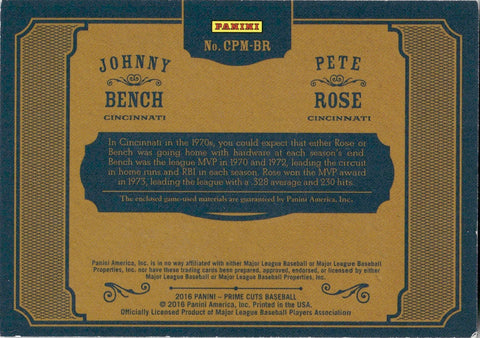 PANINI
No. CPM-BR
JOHNNY
BENCH
CINCINNATI
PETE
ROSE
CINCINNATI
In Cincinnati in the 1970s, you could expect that either Rose or
Bench was going home with hardware at each season's end.
Bench was the league MVP in 1970 and 1972, leading the circuit
in home runs and RBI in each season. Rose won the MVP award
in 1973, leading the league with a .328 average and 230 hits.
The enclosed game-used materials are guaranteed by Panini America, Inc.
Panini America, Inc. is in no way affiliated with either Major League Baseball or Major League Baseball
Properties, Inc. nor have these trading cards been prepared, approved, endorsed, or licensed by either
Major League Baseball or Major League Baseball Properties, Inc.
2016 PANINI – PRIME CUTS BASEBALL
© 2016 Panini America, Inc. Printed in the USA.
Officially Licensed Product of Major League Baseball Players Association